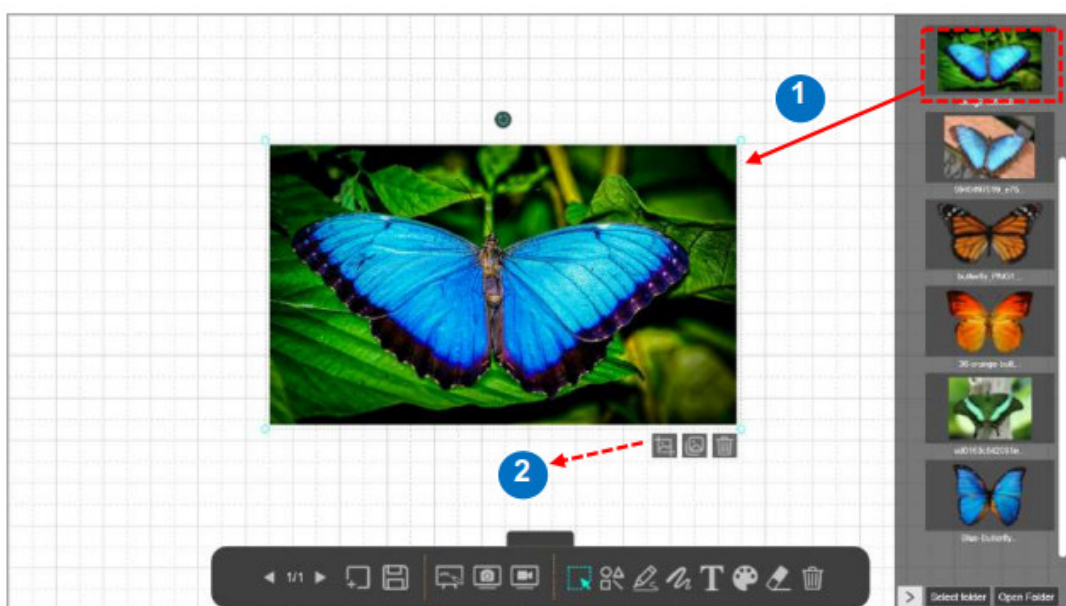 1
butterfly_PNG1...
36-orange-butt...
Blue-Butterfly...
2
1/1
T
Select folder
Open Folder